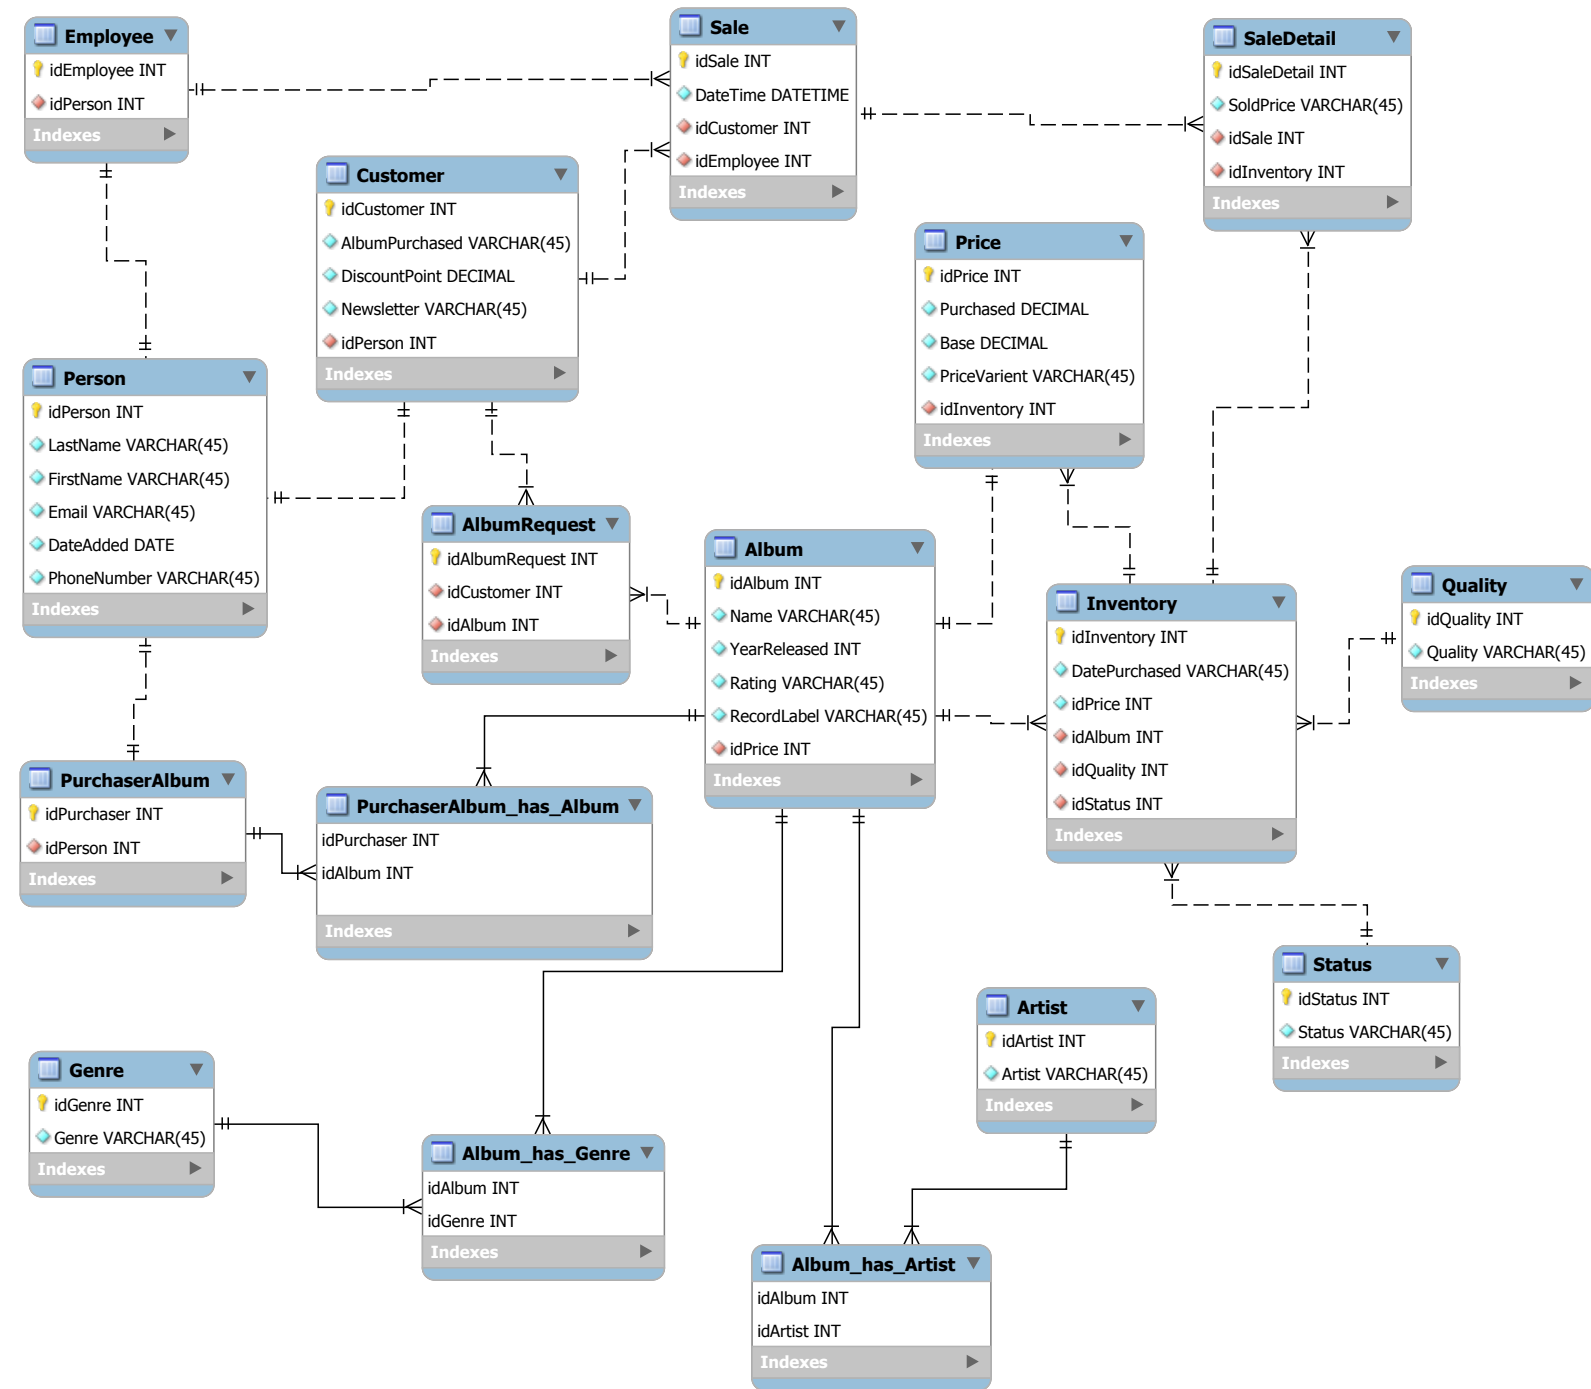 Employee
idEmployee INT
idPerson INT
Indexes
Sale
idSale INT
DateTime DATETIME
idCustomer INT
idEmployee INT
Indexes
SaleDetail
idSaleDetail INT
SoldPrice VARCHAR(45)
idSale INT
idInventory INT
Indexes
Customer
idCustomer INT
AlbumPurchased VARCHAR(45)
DiscountPoint DECIMAL
Newsletter VARCHAR(45)
idPerson INT
Indexes
Price
idPrice INT
Purchased DECIMAL
Base DECIMAL
PriceVarient VARCHAR(45)
idInventory INT
Indexes
Person
idPerson INT
LastName VARCHAR(45)
FirstName VARCHAR(45)
Email VARCHAR(45)
DateAdded DATE
PhoneNumber VARCHAR(45)
Indexes
AlbumRequest
idAlbumRequest INT
idCustomer INT
idAlbum INT
Indexes
Album
idAlbum INT
Name VARCHAR(45)
YearReleased INT
Rating VARCHAR(45)
RecordLabel VARCHAR(45)
idPrice INT
Indexes
Inventory
idInventory INT
DatePurchased VARCHAR(45)
idPrice INT
idAlbum INT
idQuality INT
idStatus INT
Indexes
Quality
idQuality INT
Quality VARCHAR(45)
Indexes
PurchaserAlbum
idPurchaser INT
idPerson INT
Indexes
PurchaserAlbum_has_Album
idPurchaser INT
idAlbum INT
Indexes
Status
idStatus INT
Status VARCHAR(45)
Indexes
Artist
idArtist INT
Artist VARCHAR(45)
Indexes
Genre
idGenre INT
Genre VARCHAR(45)
Indexes
Album_has_Genre
idAlbum INT
idGenre INT
Indexes
Album_has_Artist
idAlbum INT
idArtist INT
Indexes